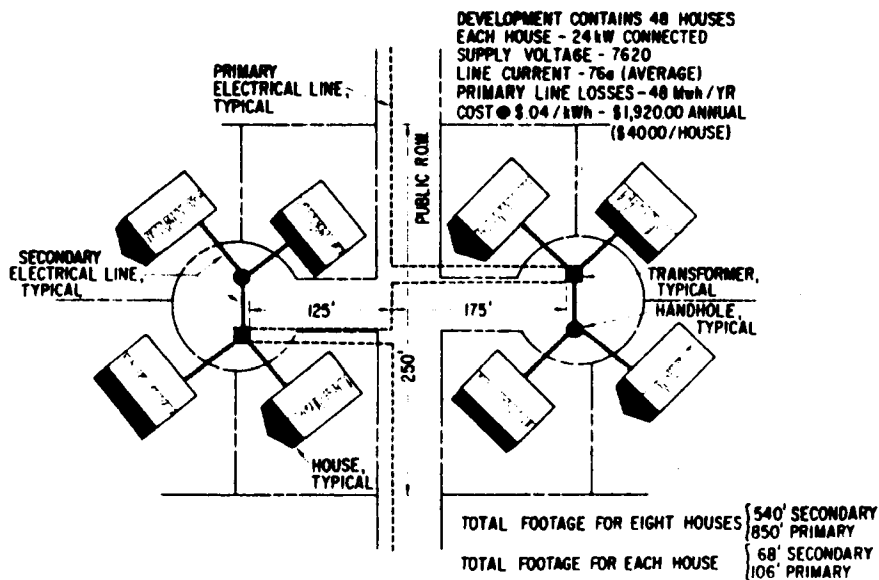 DEVELOPMENT CONTAINS 48 HOUSES
EACH HOUSE - 24kW CONNECTED
SUPPLY VOLTAGE - 7620
LINE CURRENT - 76a (AVERAGE)
PRIMARY LINE LOSSES - 48 Mwh/YR
COST @ $.04/kWh - $1,920.00 ANNUAL
($40.00/HOUSE)
PRIMARY
ELECTRICAL LINE,
TYPICAL
PUBLIC ROW
SECONDARY
ELECTRICAL LINE,
TYPICAL
TRANSFORMER,
TYPICAL
HANDHOLE,
TYPICAL
125'
175'
250'
HOUSE,
TYPICAL
TOTAL FOOTAGE FOR EIGHT HOUSES {540' SECONDARY
850' PRIMARY
TOTAL FOOTAGE FOR EACH HOUSE {68' SECONDARY
106' PRIMARY